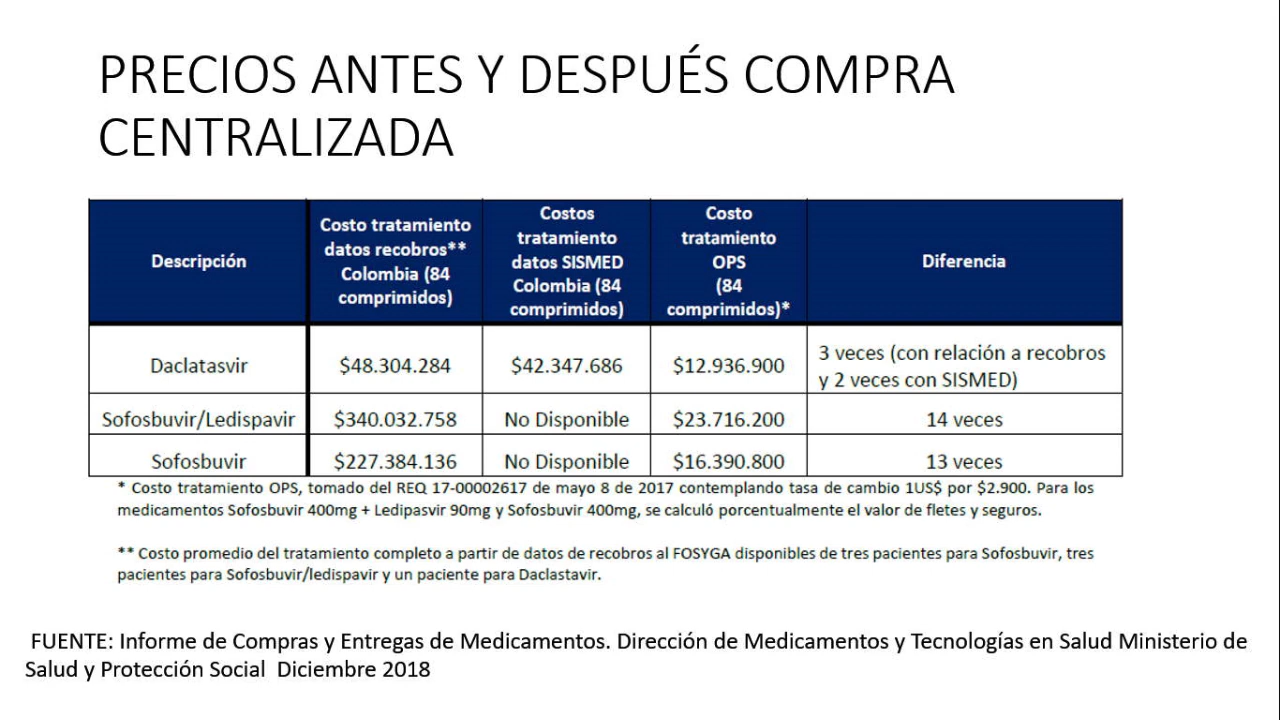 PRECIOS ANTES Y DESPUÉS COMPRA
CENTRALIZADA
Descripción
Costo tratamiento
datos recobros**
Colombia (84
comprimidos)
Costos
tratamiento
datos SISMED
Colombia (84
comprimidos)
Costo
tratamiento
OPS
(84
comprimidos)*
Diferencia
Daclatasvir
$48.304.284
$42.347.686
$12.936.900
3 veces (con relación a recobros
y 2 veces con SISMED)
Sofosbuvir/Ledispavir
$340.032.758
No Disponible
$23.716.200
14 veces
Sofosbuvir
$227.384.136
No Disponible
$16.390.800
13 veces
* Costo tratamiento OPS, tomado del REQ 17-00002617 de mayo 8 de 2017 contemplando tasa de cambio 1US$ por $2.900. Para los
medicamentos Sofosbuvir 400mg + Ledipasvir 90mg y Sofosbuvir 400mg, se calculó porcentualmente el valor de fletes y seguros.
** Costo promedio del tratamiento completo a partir de datos de recobros al FOSYGA disponibles de tres pacientes para Sofosbuvir, tres
pacientes para Sofosbuvir/ledispavir y un paciente para Daclastavir.
FUENTE: Informe de Compras y Entregas de Medicamentos. Dirección de Medicamentos y Tecnologías en Salud Ministerio de
Salud y Protección Social Diciembre 2018